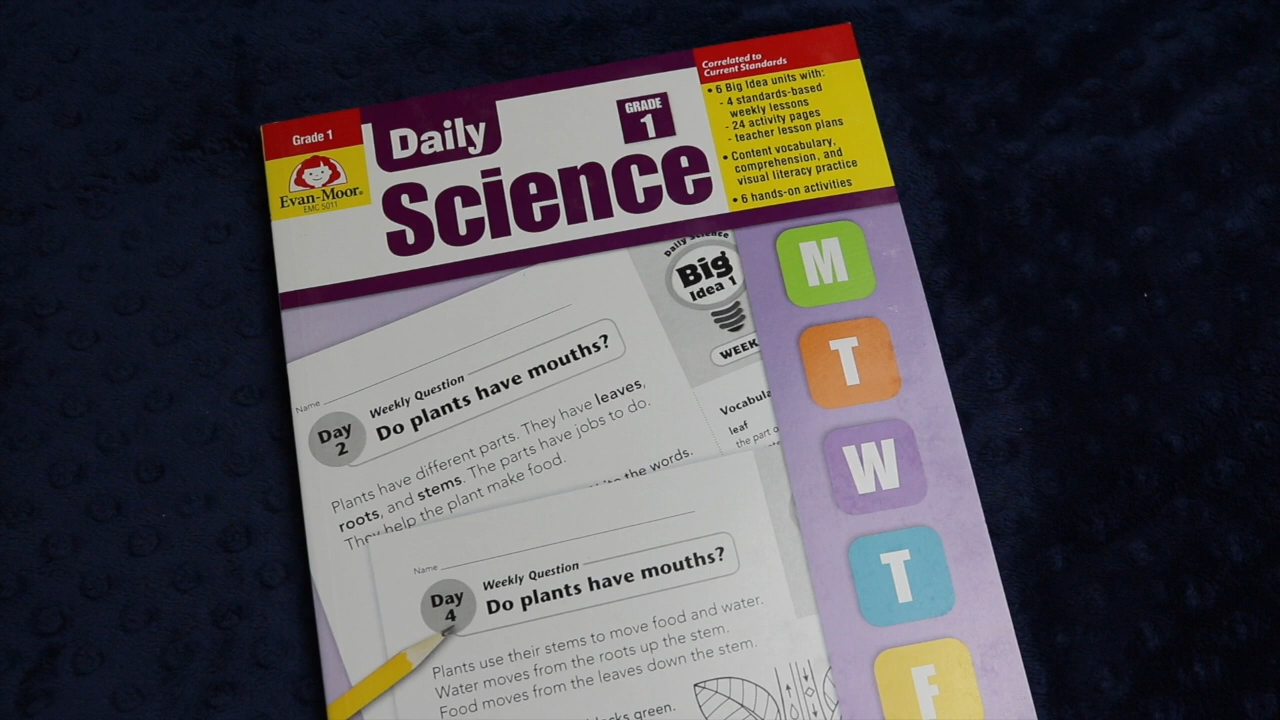 Grade 1
Evan-Moor®
EMC 5011
Daily
Science
GRADE
1
Correlated to
Current Standards
• 6 Big Idea units with:
- 4 standards-based
weekly lessons
- 24 activity pages
- teacher lesson plans
• Content vocabulary,
comprehension, and
visual literacy practice
• 6 hands-on activities
M
T
W
T
F
Daily Science
Big
Idea 1
WEEK
Name
Day
2
Weekly Question
Do plants have mouths?
Plants have different parts. They have leaves,
roots, and stems. The parts have jobs to do.
They help the plant make food.
the words.
Vocabula
leaf
the part o
Name
Day
4
Weekly Question
Do plants have mouths?
Plants use their stems to move food and water.
Water moves from the roots up the stem.
Food moves from the leaves down the stem.
green.